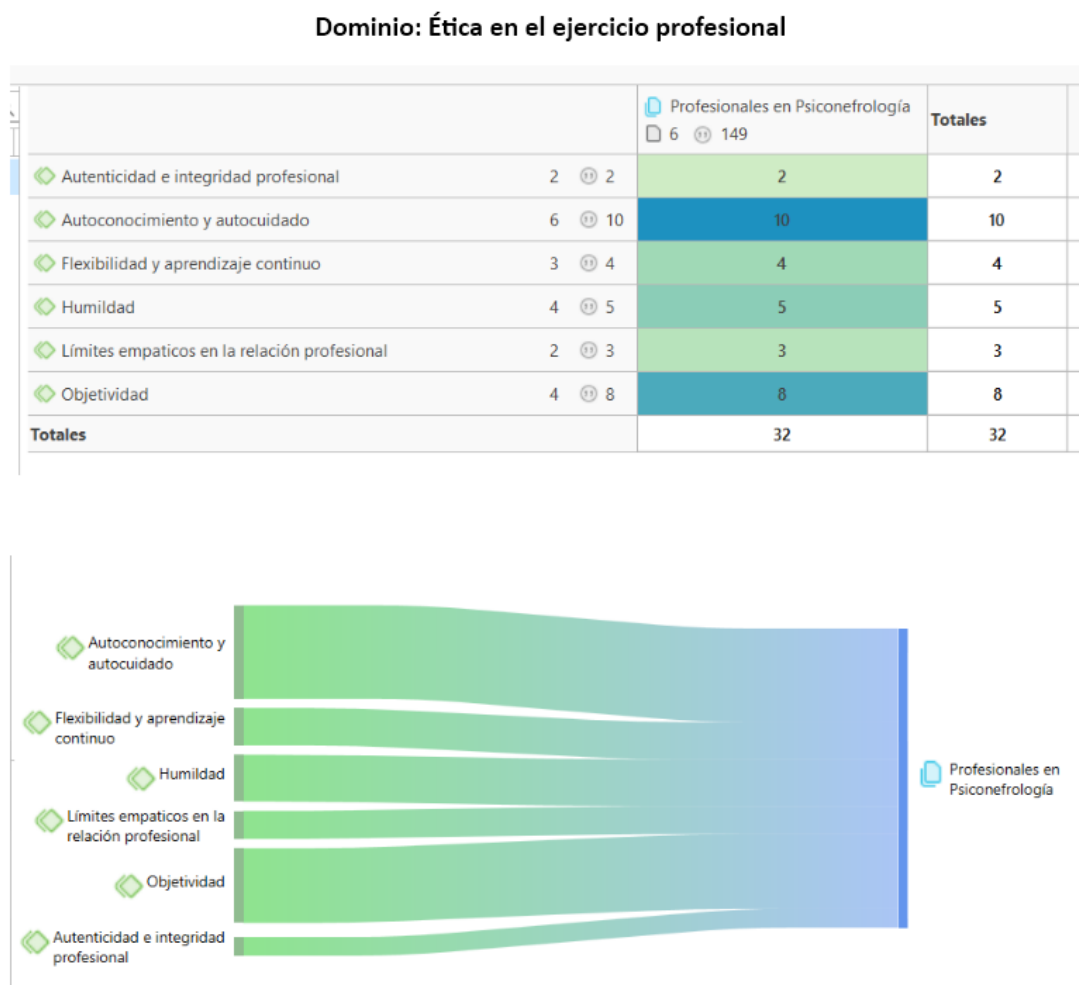 Dominio: Ética en el ejercicio profesional
Profesionales en Psiconefrología
6 149
Totales
Autenticidad e integridad profesional 2 2 2 2
Autoconocimiento y autocuidado 6 10 10 10
Flexibilidad y aprendizaje continuo 3 4 4 4
Humildad 4 5 5 5
Límites empaticos en la relación profesional 2 3 3 3
Objetividad 4 8 8 8
Totales 32 32
Autoconocimiento y
autocuidado
Flexibilidad y aprendizaje
continuo
Humildad
Límites empaticos en la
relación profesional
Objetividad
Autenticidad e integridad
profesional
Profesionales en
Psiconefrología